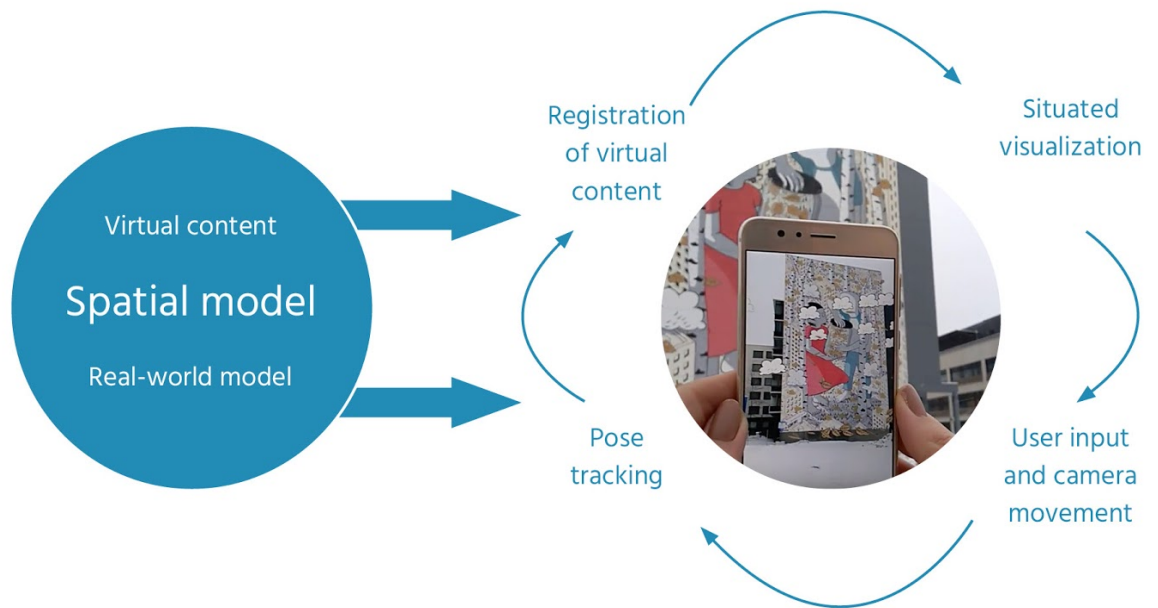 Virtual content
Spatial model
Real-world model
Registration
of virtual
content
Situated
visualization
User input
and camera
movement
Pose
tracking